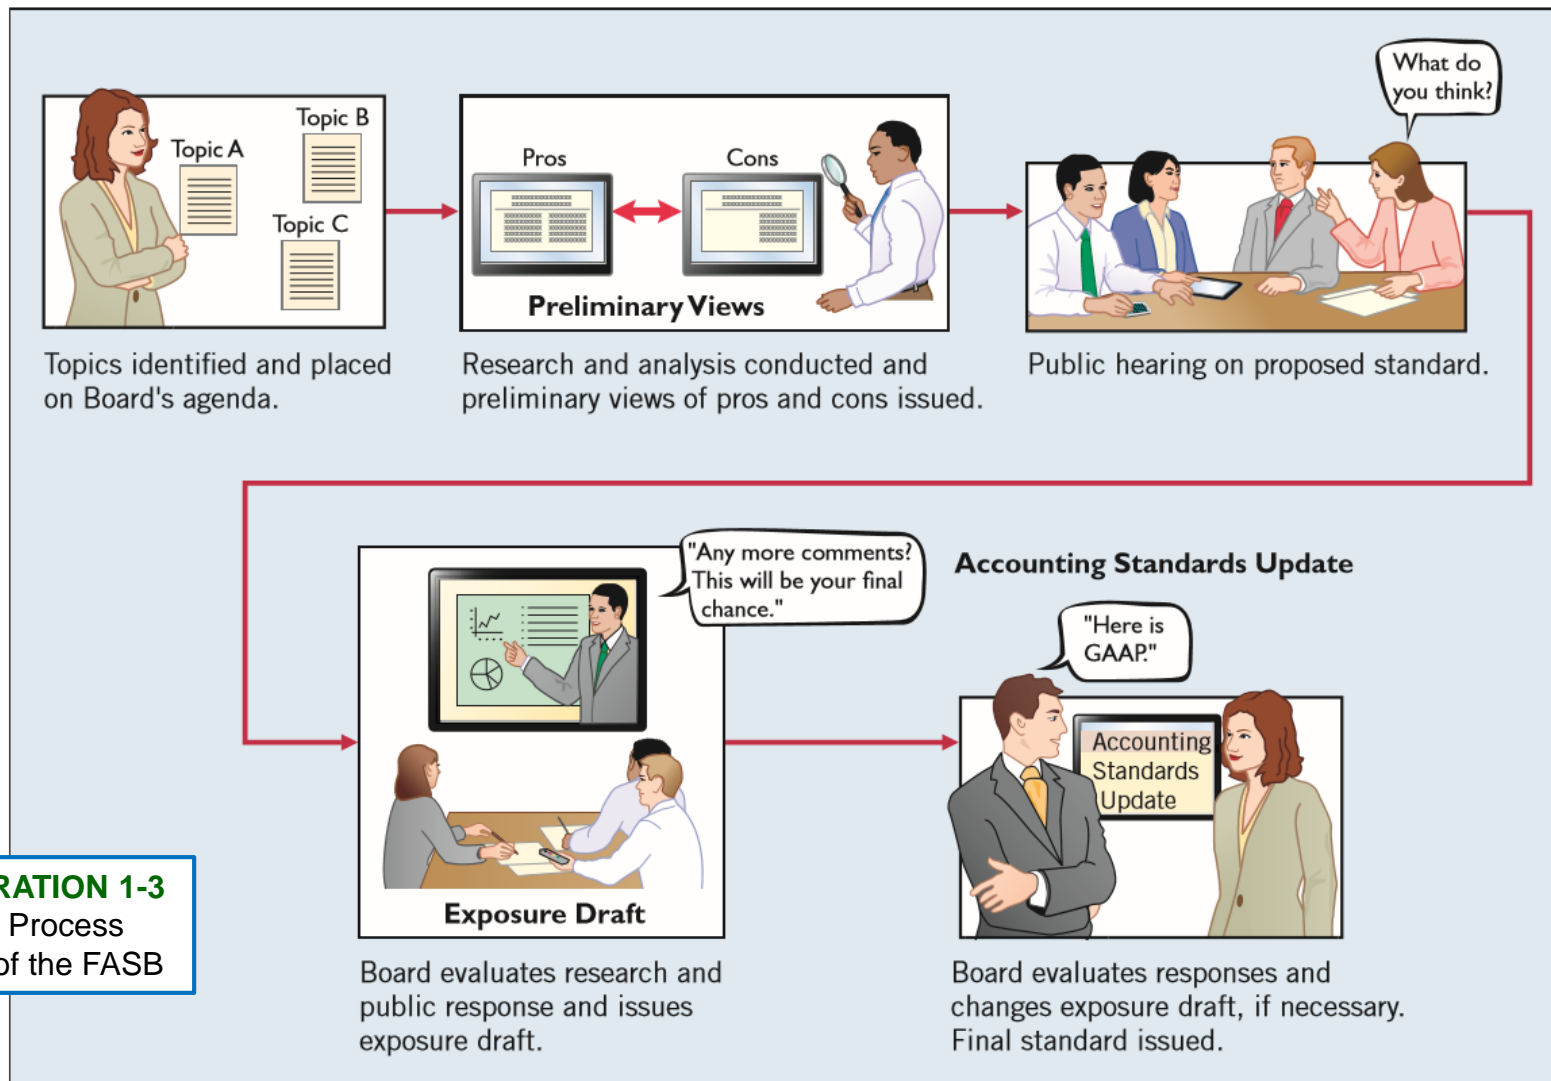 What do
you think?
Topic A
Topic B
Topic C
Pros
Cons
Preliminary Views
Topics identified and placed
on Board's agenda.
Research and analysis conducted and
preliminary views of pros and cons issued.
Public hearing on proposed standard.
"Any more comments?
This will be your final
chance."
Exposure Draft
Board evaluates research and
public response and issues
exposure draft.
Accounting Standards Update
"Here is
GAAP."
Accounting
Standards
Update
Board evaluates responses and
changes exposure draft, if necessary.
Final standard issued.
RATION 1-3
Process
of the FASB